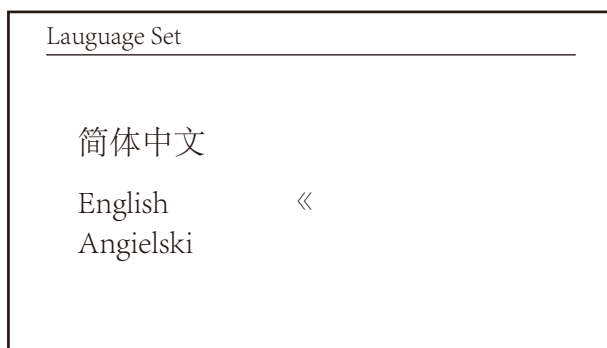 Lauguage Set
简体中文
English 《
Angielski